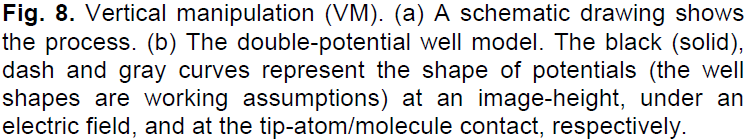 Fig. 8. Vertical manipulation (VM). (a) A schematic drawing shows
the process. (b) The double-potential well model. The black (solid),
dash and gray curves represent the shape of potentials (the well
shapes are working assumptions) at an image-height, under an
electric field, and at the tip-atom/molecule contact, respectively.